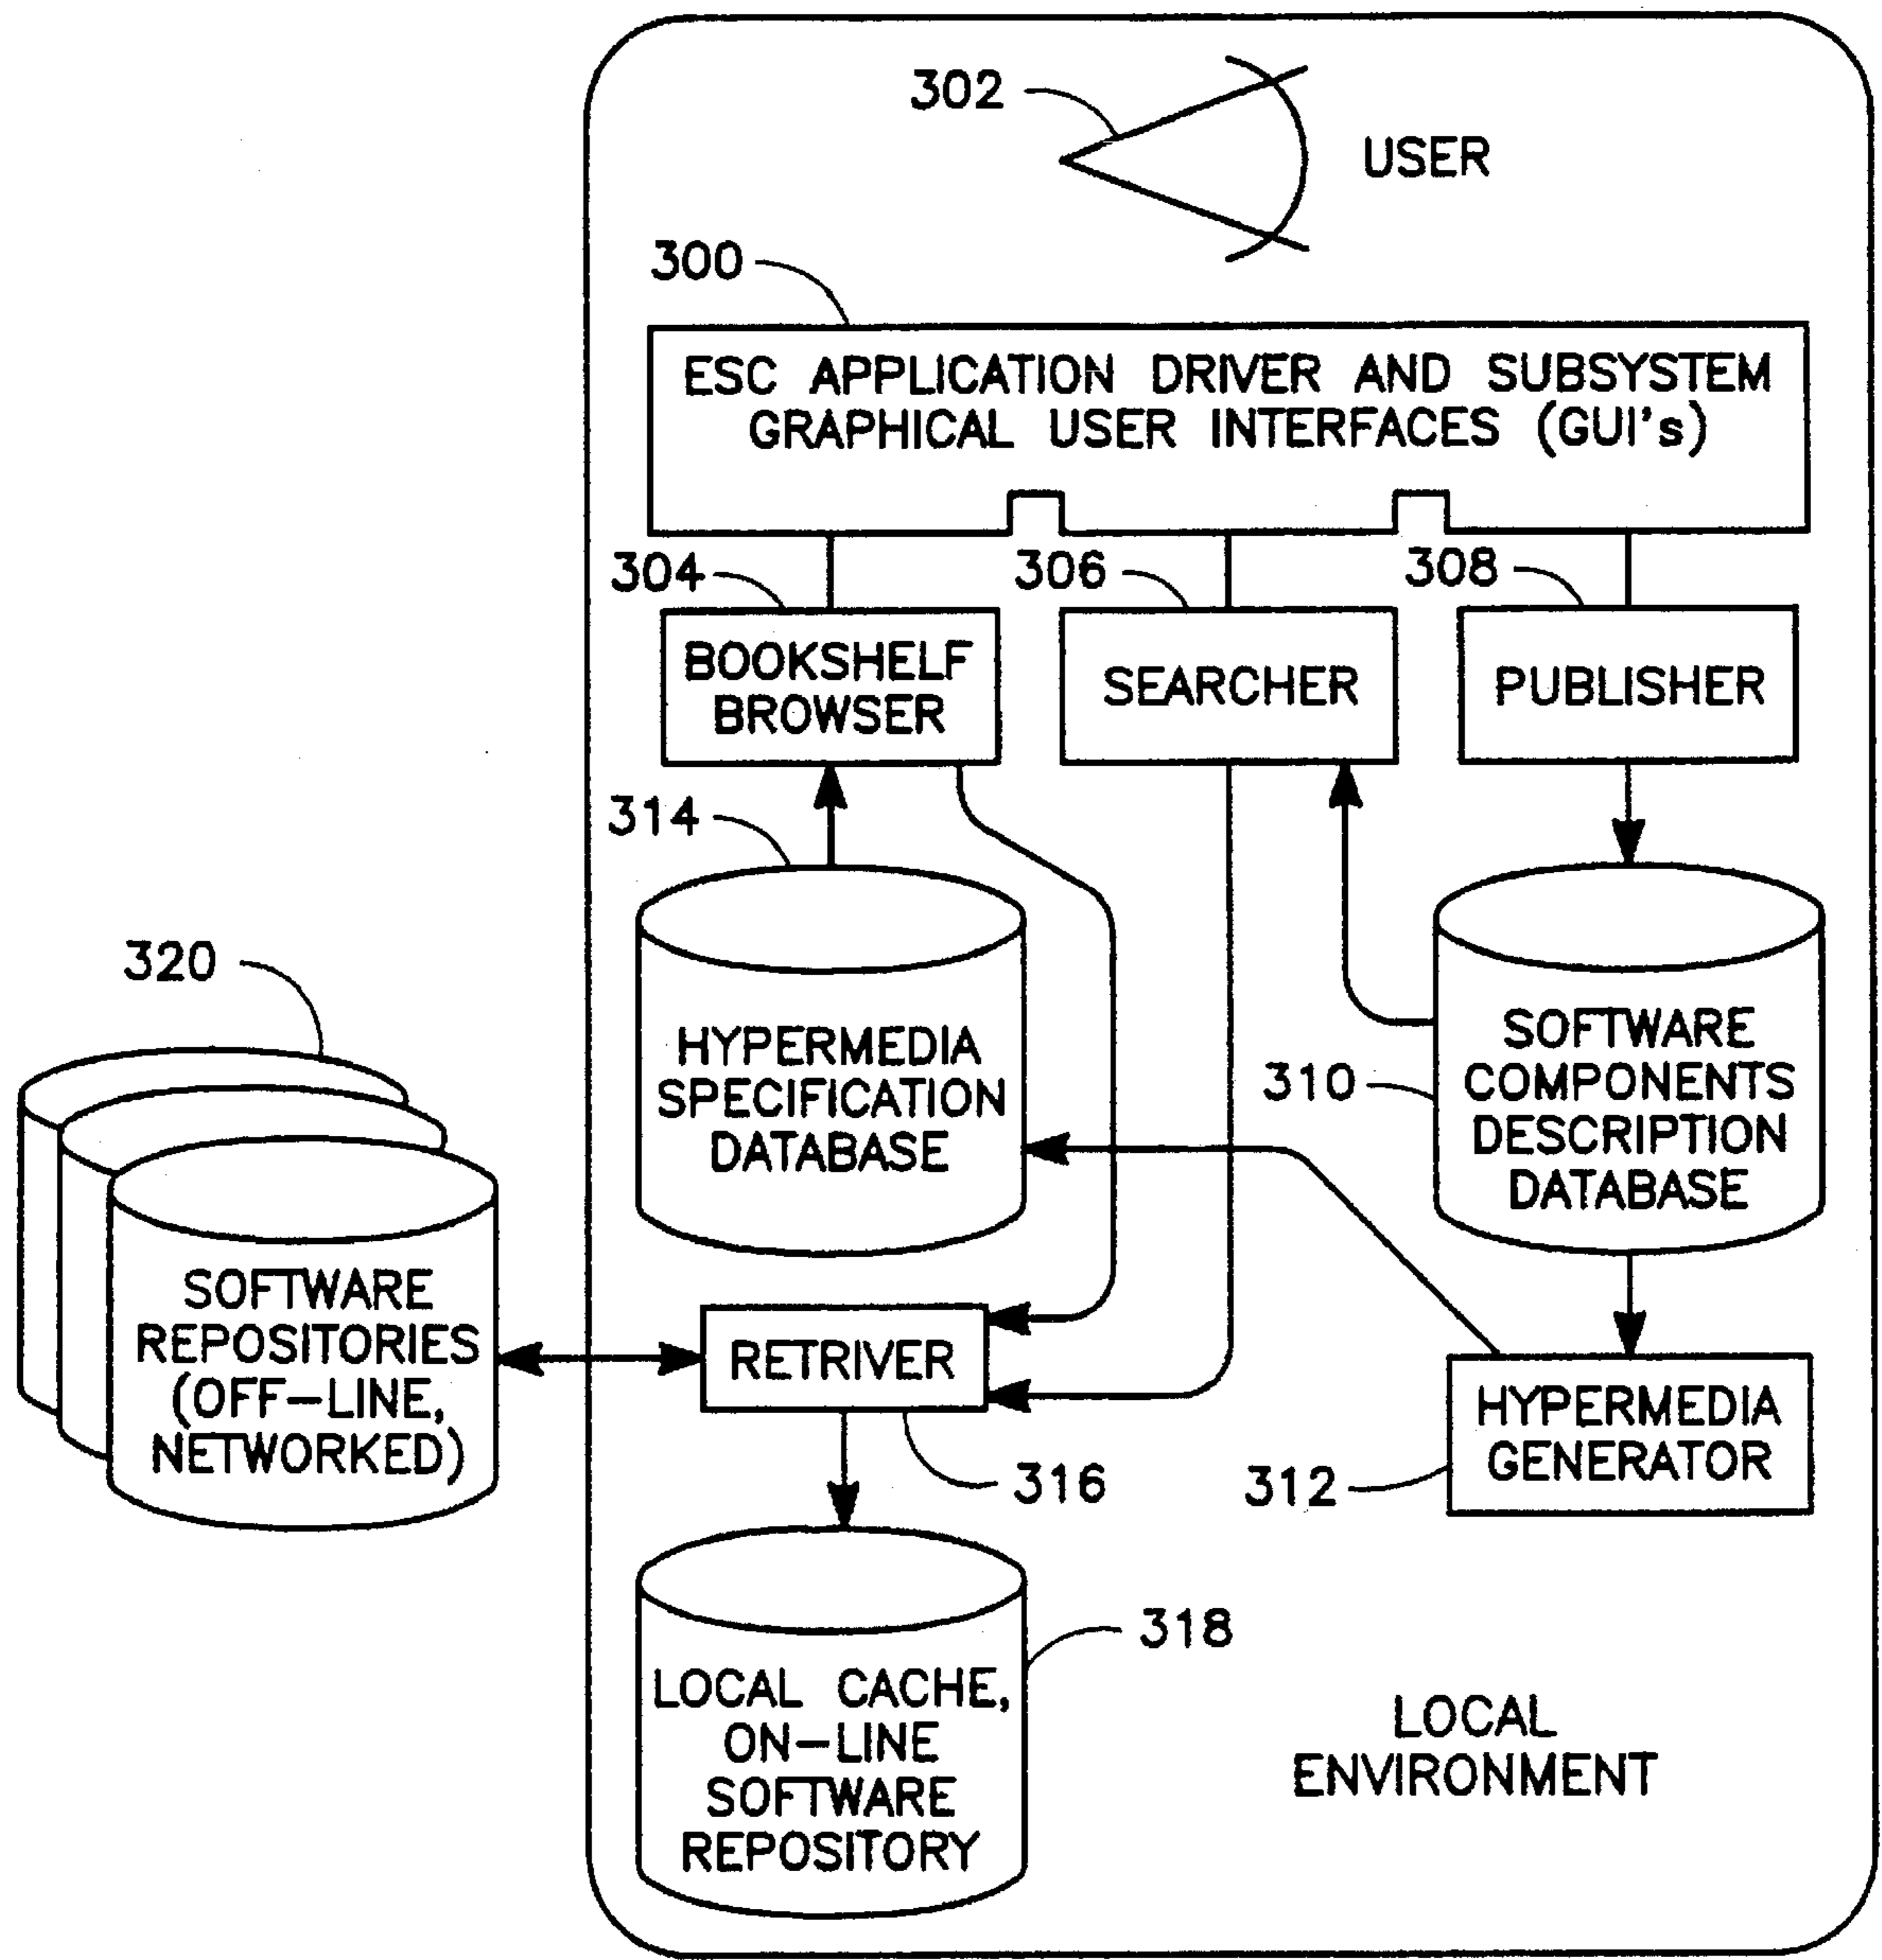 302
USER
300
ESC APPLICATION DRIVER AND SUBSYSTEM
GRAPHICAL USER INTERFACES (GUI's)
304
306
308
BOOKSHELF
BROWSER
SEARCHER
PUBLISHER
314
320
HYPERMEDIA
SPECIFICATION
DATABASE
310
SOFTWARE
COMPONENTS
DESCRIPTION
DATABASE
SOFTWARE
REPOSITORIES
(OFF-LINE,
NETWORKED)
RETRIVER
316
312
HYPERMEDIA
GENERATOR
318
LOCAL CACHE,
ON-LINE
SOFTWARE
REPOSITORY
LOCAL
ENVIRONMENT